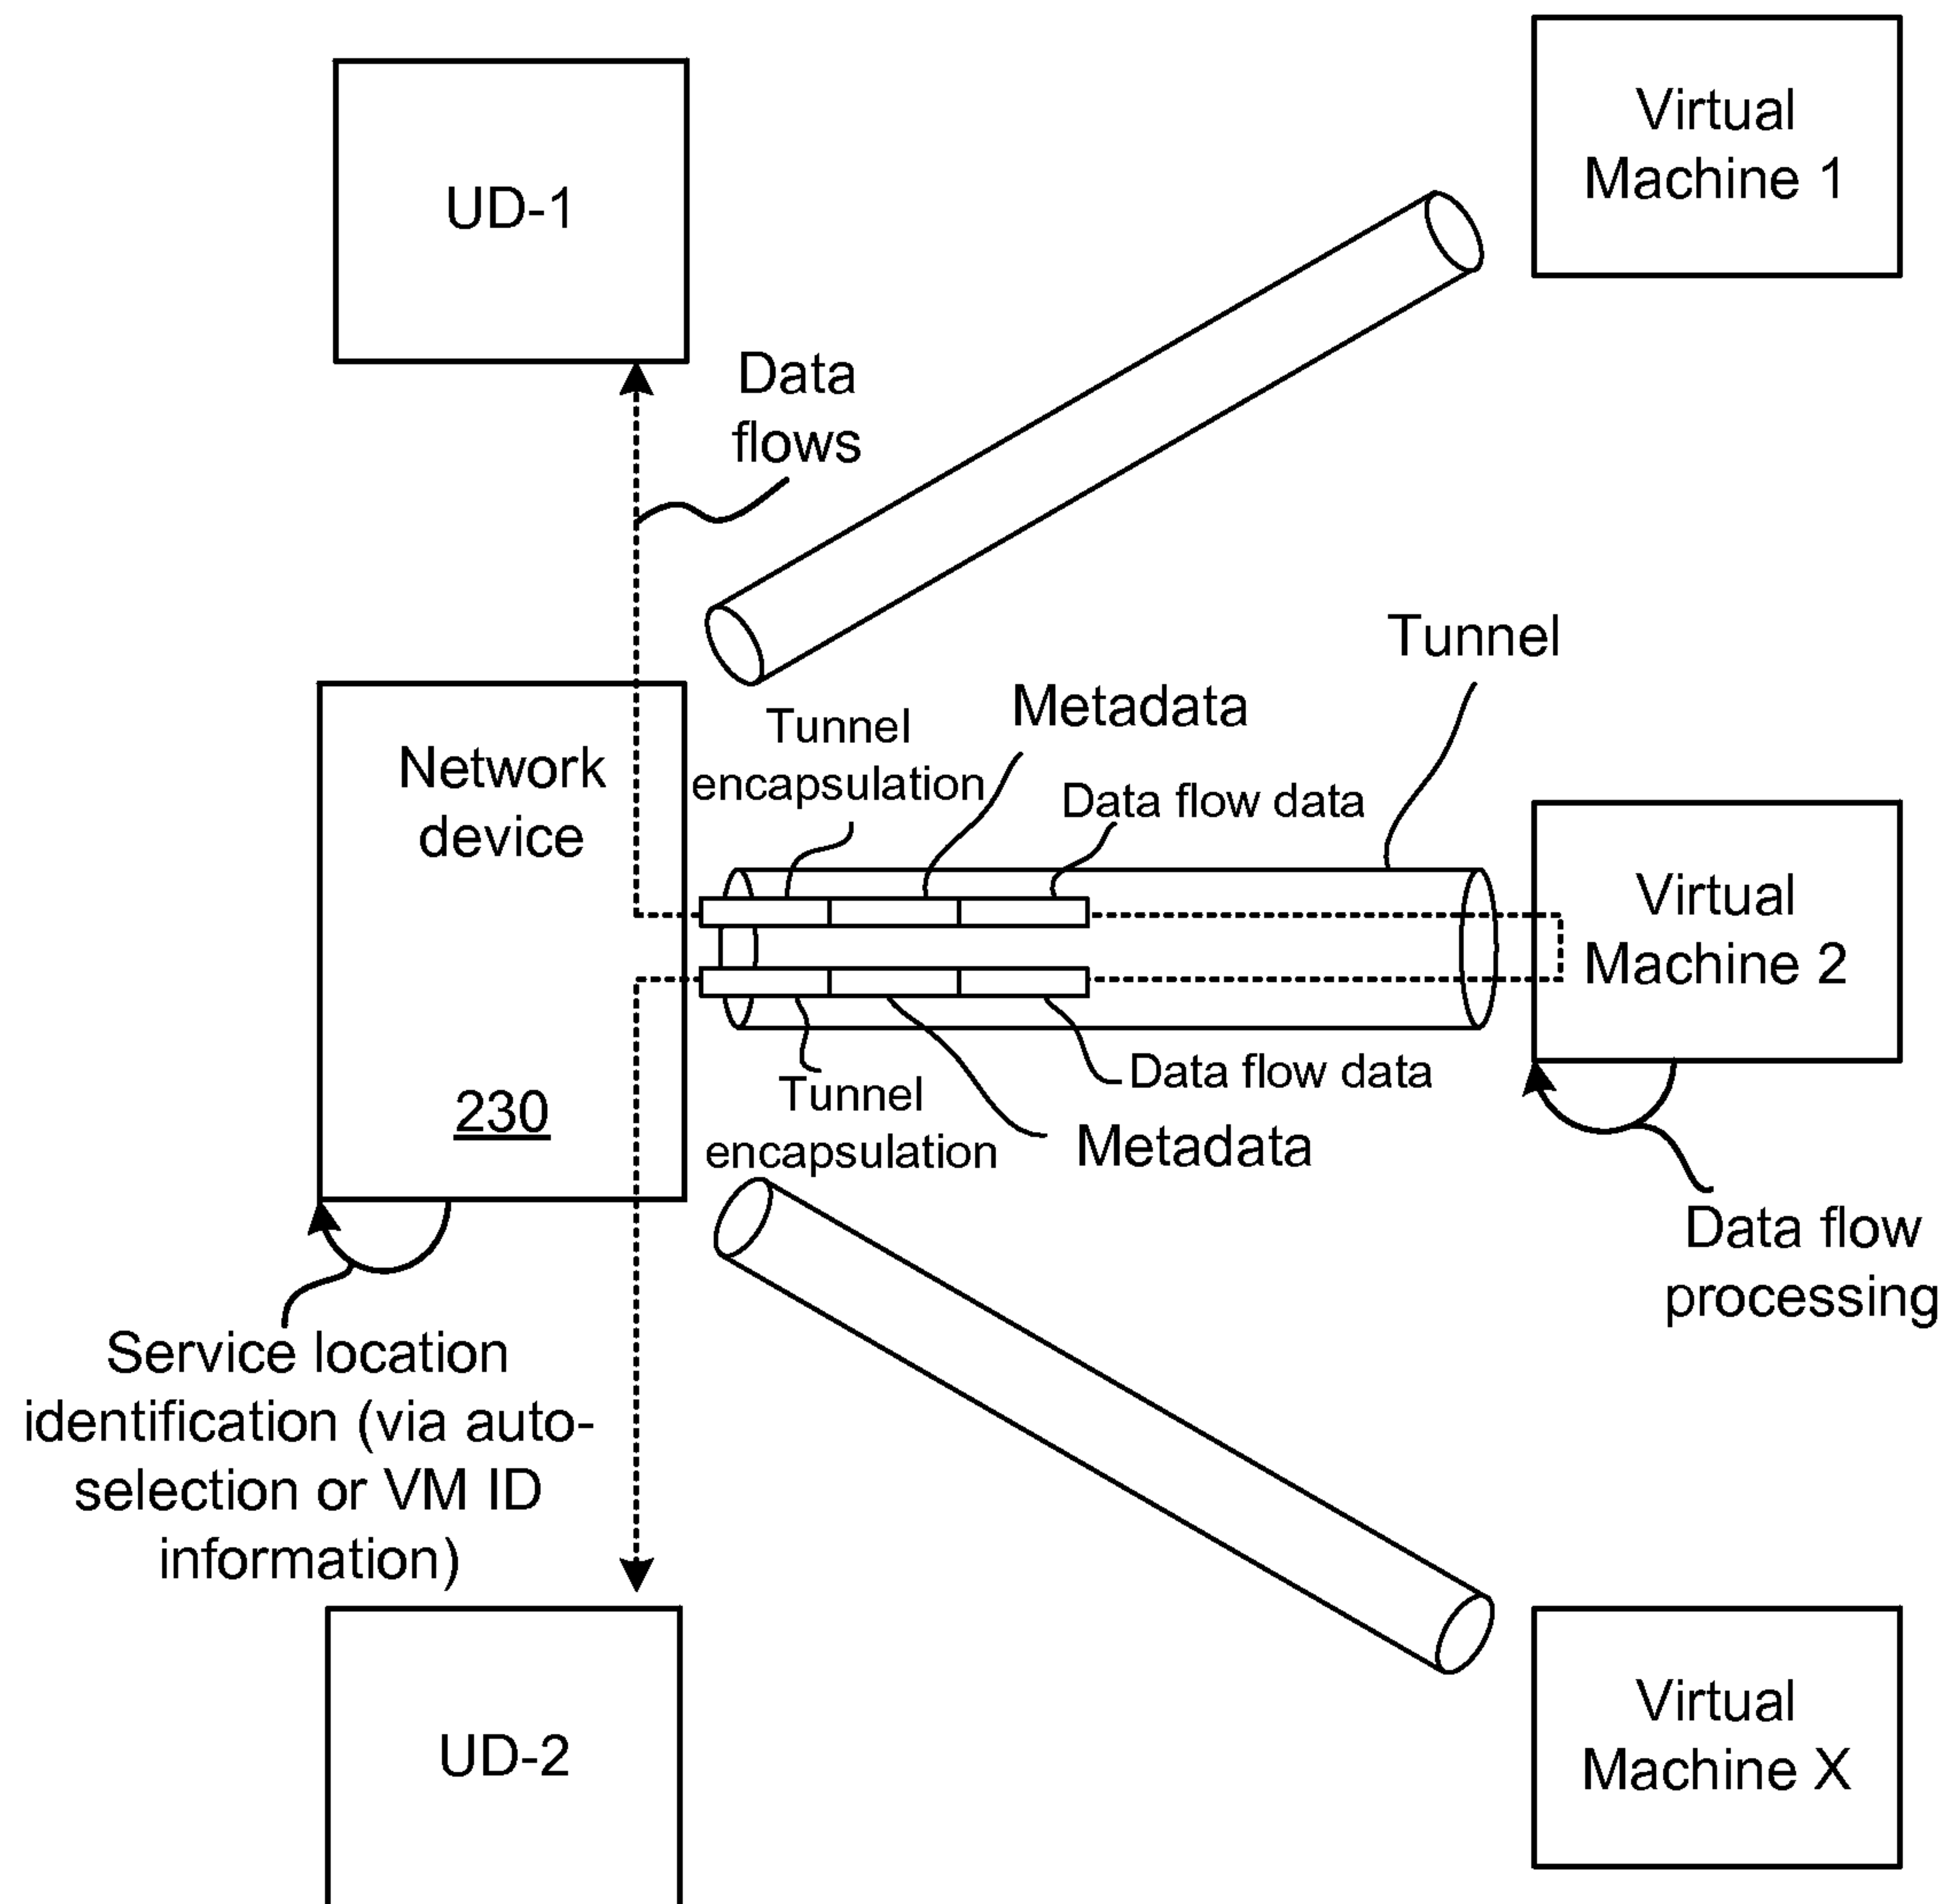 Virtual
Machine 1
UD-1
Data
flows
Tunnel
Metadata
Tunnel
encapsulation
Data flow data
Network
device
230
Virtual
Machine 2
Data flow data
Tunnel
encapsulation
Metadata
Data flow
processing
Service location
identification (via auto-
selection or VM ID
information)
UD-2
Virtual
Machine X